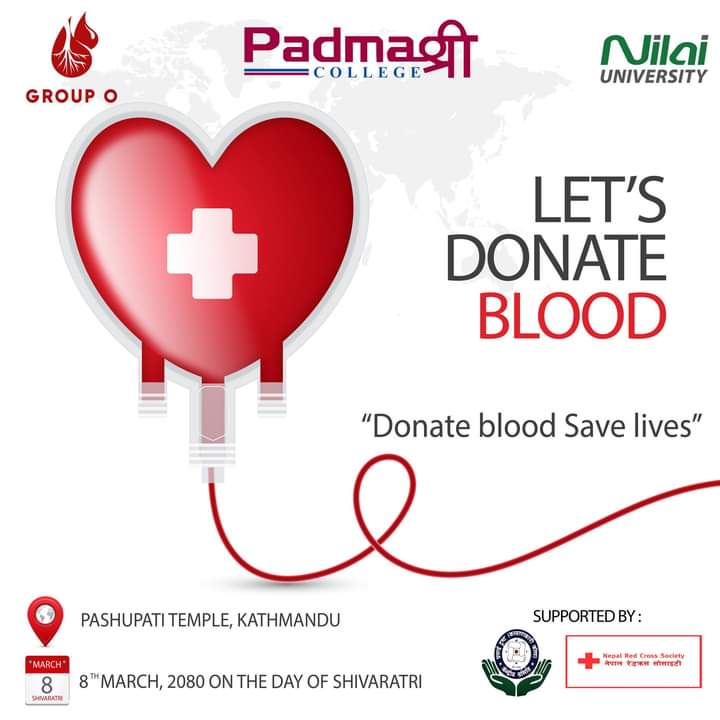 GROUP O
Padmaश्री
COLLEGE
Nilai
UNIVERSITY
LET'S
DONATE
BLOOD
“Donate blood Save lives”
PASHUPATI TEMPLE, KATHMANDU
"MARCH"
8
SHIVARATRI
8TH MARCH, 2080 ON THE DAY OF SHIVARATRI
SUPPORTED BY :
Nepal Red Cross Society
नेपाल रेडक्रस सोसाइटी